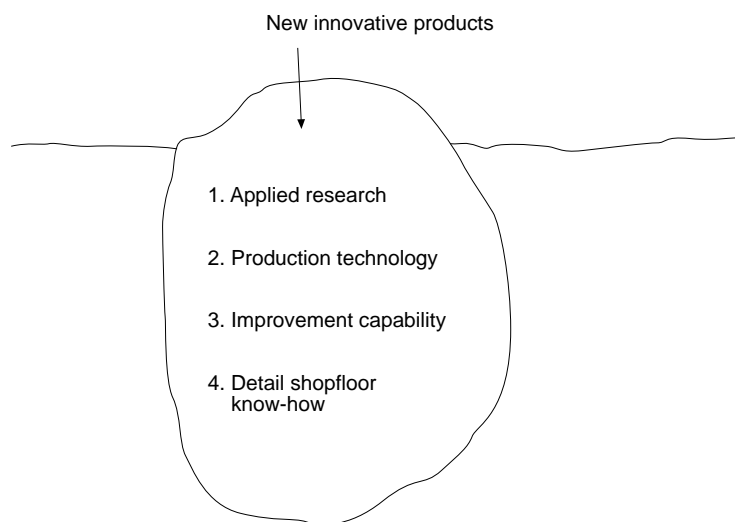 New innovative products
1. Applied research
2. Production technology
3. Improvement capability
4. Detail shopfloor
know-how